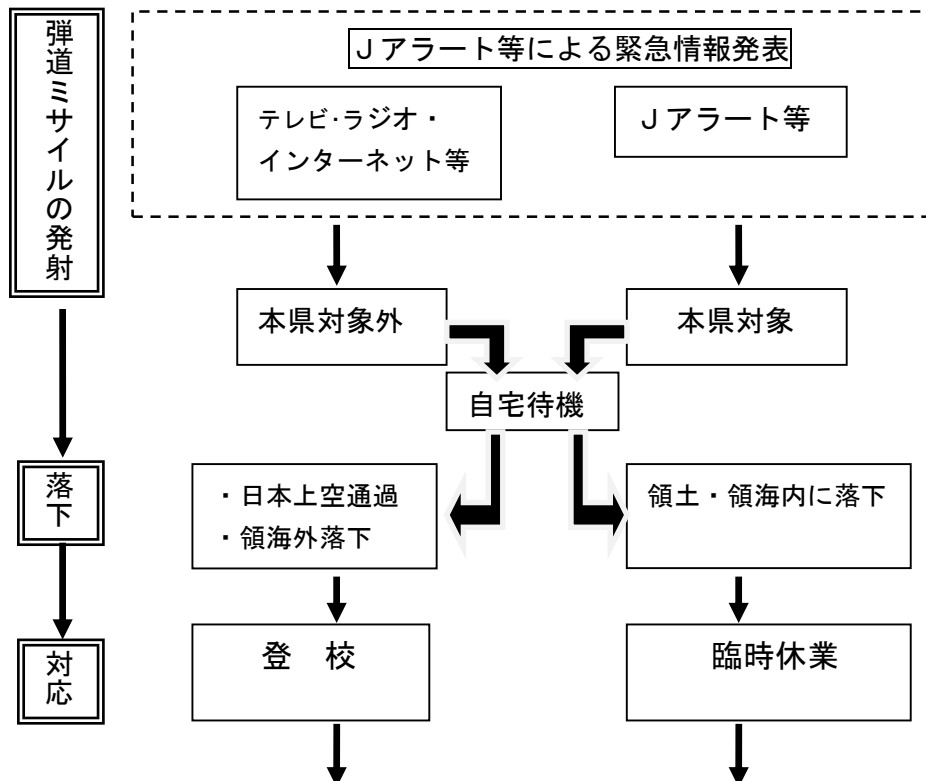 弾道ミサイルの発射
Jアラート等による緊急情報発表
テレビ・ラジオ・
インターネット等
Jアラート等
本県対象外
本県対象
自宅待機
落下
・日本上空通過
・領海外落下
領土・領海内に落下
対応
登　校
臨時休業